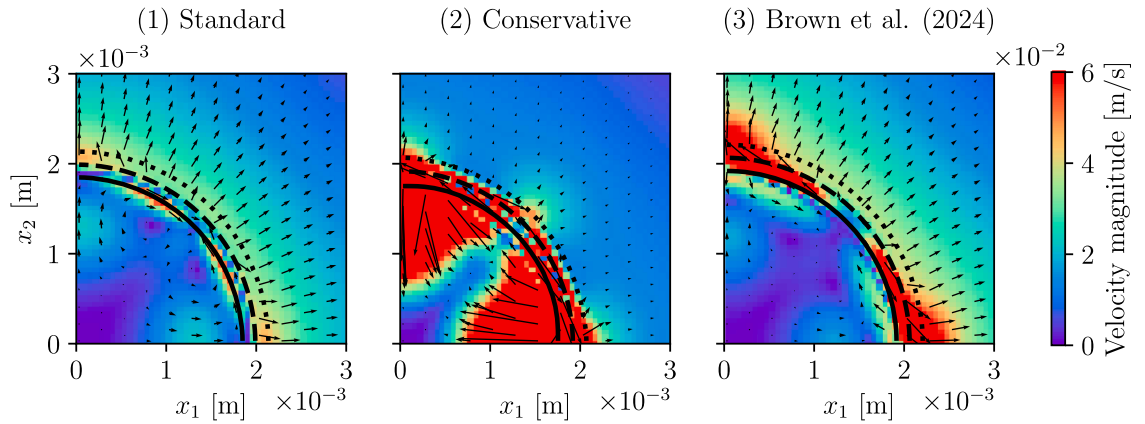 (1) Standard
(2) Conservative
(3) Brown et al. (2024)
×10⁻³
×10⁻²
3
2
1
0
x₂ [m]
0 1 2 3
0 1 2 3
0 1 2 3
x₁ [m] ×10⁻³
x₁ [m] ×10⁻³
x₁ [m] ×10⁻³
6
4
2
0
Velocity magnitude [m/s]